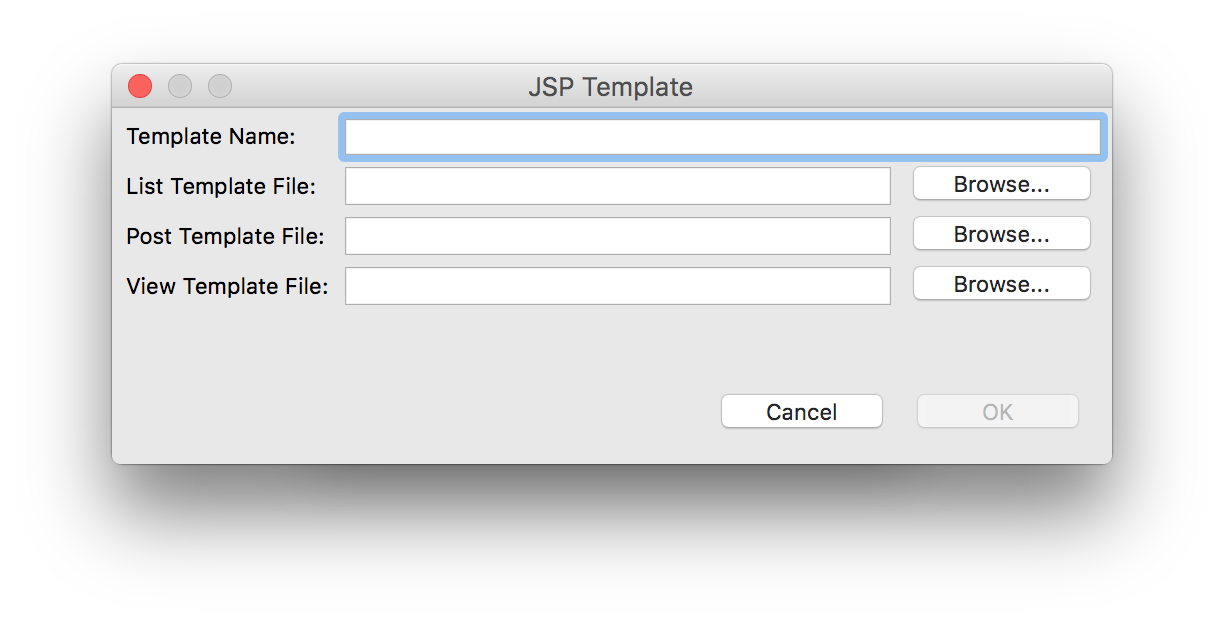 JSP Template
Template Name:
List Template File:
Browse...
Post Template File:
Browse...
View Template File:
Browse...
Cancel
OK